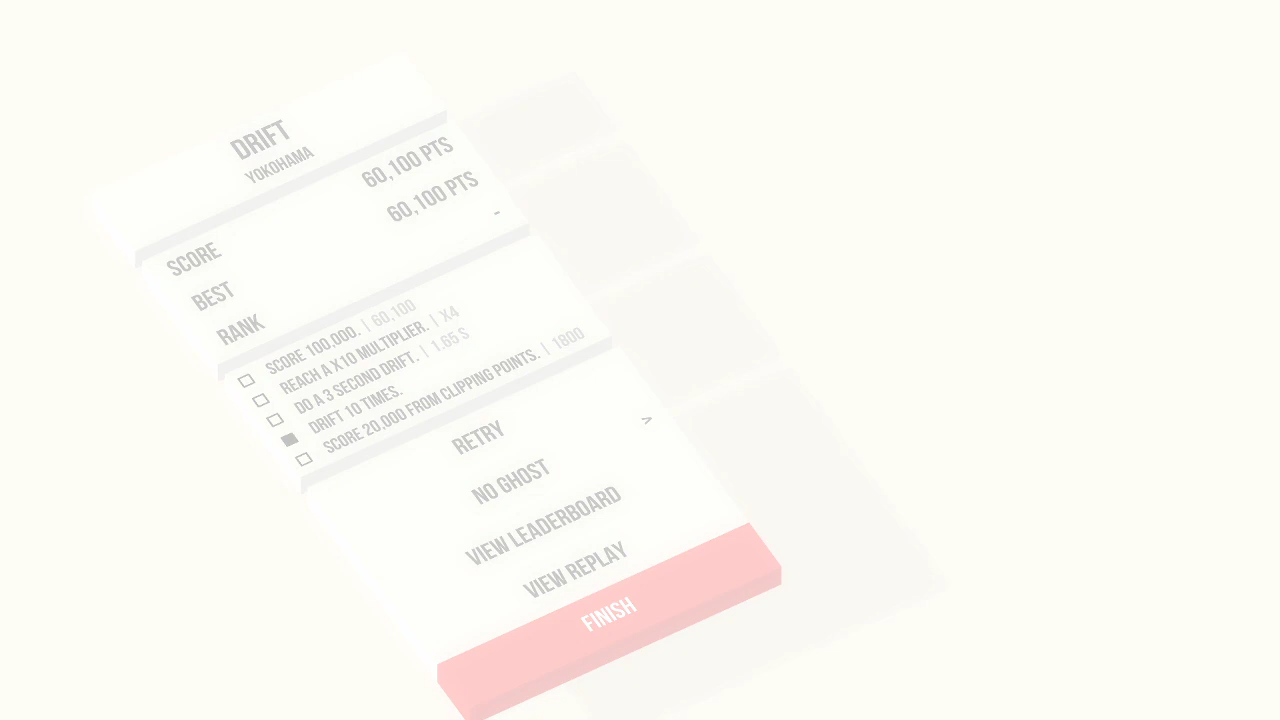 DRIFT
YOKOHAMA
SCORE 60,100 PTS
BEST 60,100 PTS
RANK -
SCORE 100,000. | 60,100
REACH A X10 MULTIPLIER. | X4
DO A 3 SECOND DRIFT. | 1.65 S
DRIFT 10 TIMES.
SCORE 20,000 FROM CLIPPING POINTS. | 1800
RETRY
NO GHOST >
VIEW LEADERBOARD
VIEW REPLAY
FINISH